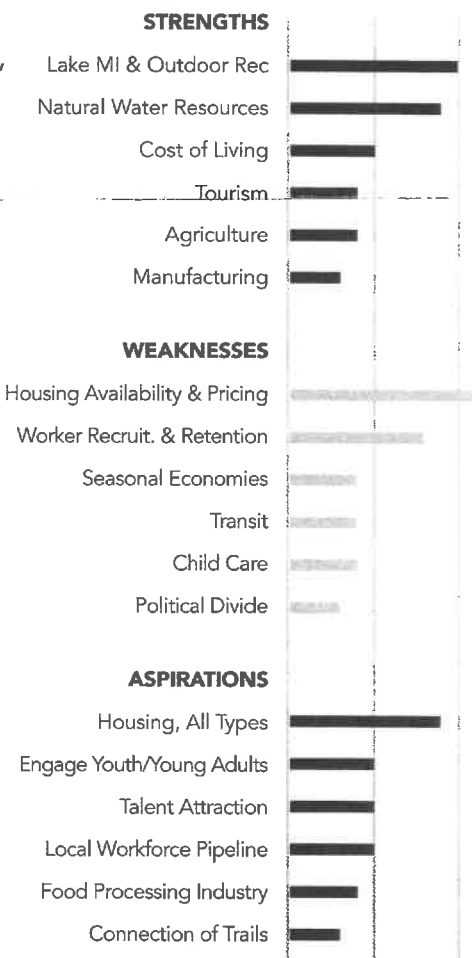 STRENGTHS
Lake MI & Outdoor Rec
Natural Water Resources
Cost of Living
Tourism
Agriculture
Manufacturing
WEAKNESSES
Housing Availability & Pricing
Worker Recruit. & Retention
Seasonal Economies
Transit
Child Care
Political Divide
ASPIRATIONS
Housing, All Types
Engage Youth/Young Adults
Talent Attraction
Local Workforce Pipeline
Food Processing Industry
Connection of Trails